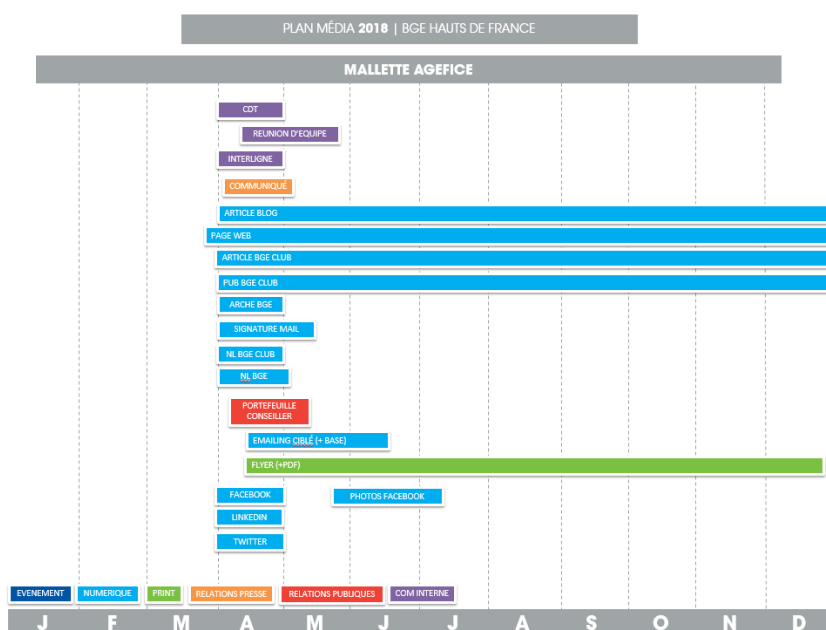 PLAN MÉDIA 2018 | BGE HAUTS DE FRANCE
MALLETTE AGEFICE
CDT
REUNION D'EQUIPE
INTERLIGNE
COMMUNIQUÉ
ARTICLE BLOG
PAGE WEB
ARTICLE BGE CLUB
PUB BGE CLUB
ARCHE BGE
SIGNATURE MAIL
NL BGE CLUB
NL BGE
PORTEFEUILLE
CONSEILLER
EMAILING CIBLÉ (+ BASE)
FLYER (+PDF)
FACEBOOK PHOTOS FACEBOOK
LINKEDIN
TWITTER
EVENEMENT NUMERIQUE PRINT RELATIONS PRESSE RELATIONS PUBLIQUES COM INTERNE
J F M A M J J A S O N D